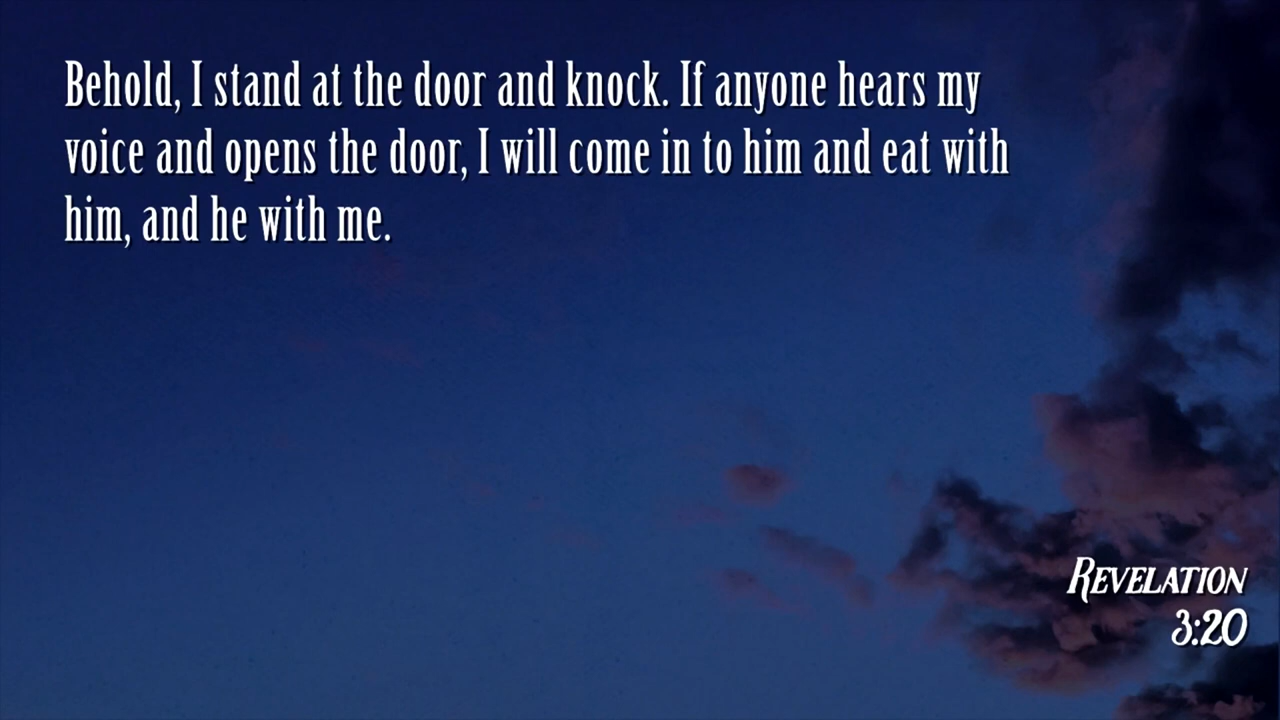 Behold, I stand at the door and knock. If anyone hears my
voice and opens the door, I will come in to him and eat with
him, and he with me.
Revelation
3:20